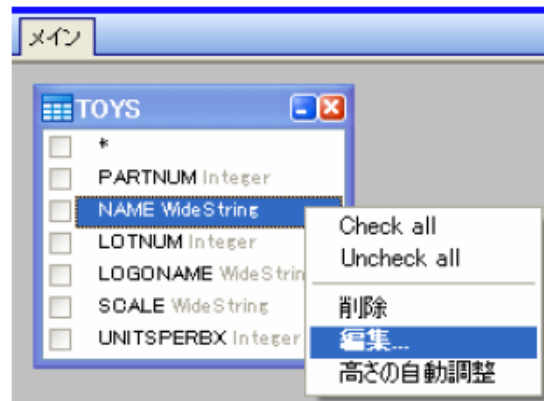 メイン
TOYS
*
PARTNUM Integer
NAME WideString
LOTNUM Integer
LOGONAME WideStrin
SCALE WideString
UNITSPERBX Integer
Check all
Uncheck all
削除
編集...
高さの自動調整